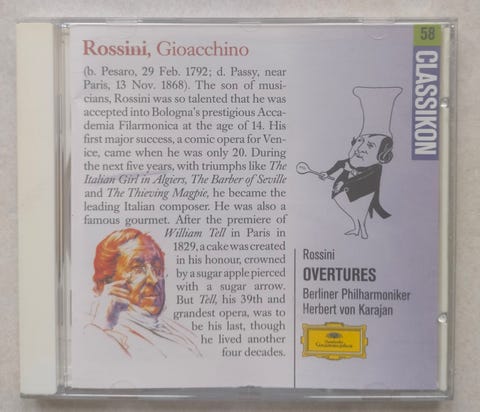 Rossini, Gioacchino
(b. Pesaro, 29 Feb. 1792; d. Passy, near
Paris, 13 Nov. 1868). The son of musi-
cians, Rossini was so talented that he was
accepted into Bologna's prestigious Acca-
demia Filarmonica at the age of 14. His
first major success, a comic opera for Ven-
ice, came when he was only 20. During
the next five years, with triumphs like The
Italian Girl in Algiers, The Barber of Seville
and The Thieving Magpie, he became the
leading Italian composer. He was also a
famous gourmet. After the premiere of
William Tell in Paris in
1829, a cake was created
in his honour, crowned
by a sugar apple pierced
with a sugar arrow.
But Tell, his 39th and
grandest opera, was to
be his last, though
he lived another
four decades.
58
CLASSIKON
Rossini
OVERTURES
Berliner Philharmoniker
Herbert von Karajan
Deutsche
Grammophon